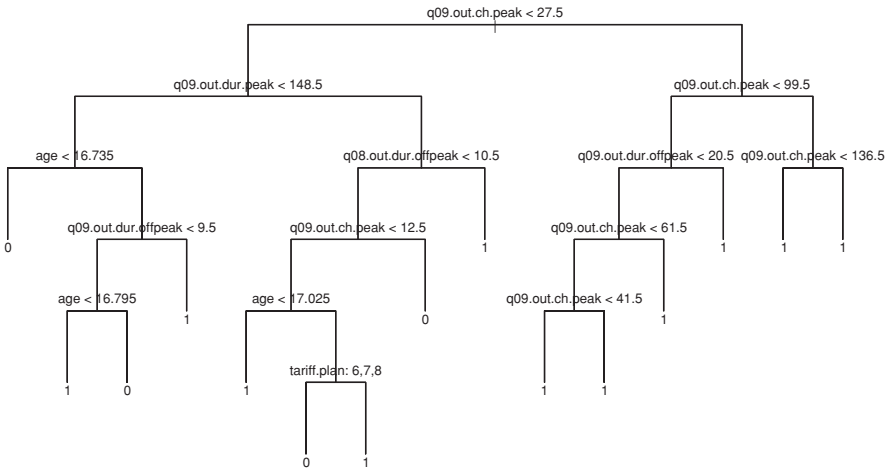 q09.out.ch.peak < 27.5
q09.out.dur.peak < 148.5
q09.out.ch.peak < 99.5
age < 16.735
q08.out.dur.offpeak < 10.5
q09.out.dur.offpeak < 20.5
q09.out.ch.peak < 136.5
0
q09.out.dur.offpeak < 9.5
q09.out.ch.peak < 12.5
1
q09.out.ch.peak < 61.5
1
1
1
age < 16.795
1
age < 17.025
0
q09.out.ch.peak < 41.5
1
1
0
1
tariff.plan: 6,7,8
1
1
0
1